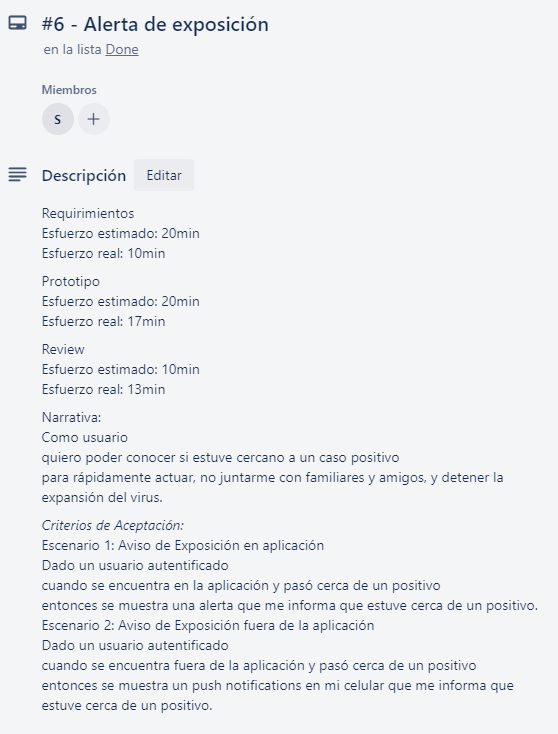 #6 - Alerta de exposición
en la lista Done
Miembros
S +
Descripción Editar
Requirimientos
Esfuerzo estimado: 20min
Esfuerzo real: 10min
Prototipo
Esfuerzo estimado: 20min
Esfuerzo real: 17min
Review
Esfuerzo estimado: 10min
Esfuerzo real: 13min
Narrativa:
Como usuario
quiero poder conocer si estuve cercano a un caso positivo
para rápidamente actuar, no juntarme con familiares y amigos, y detener la
expansión del virus.
Criterios de Aceptación:
Escenario 1: Aviso de Exposición en aplicación
Dado un usuario autentificado
cuando se encuentra en la aplicación y pasó cerca de un positivo
entonces se muestra una alerta que me informa que estuve cerca de un positivo.
Escenario 2: Aviso de Exposición fuera de la aplicación
Dado un usuario autentificado
cuando se encuentra fuera de la aplicación y pasó cerca de un positivo
entonces se muestra un push notifications en mi celular que me informa que
estuve cerca de un positivo.